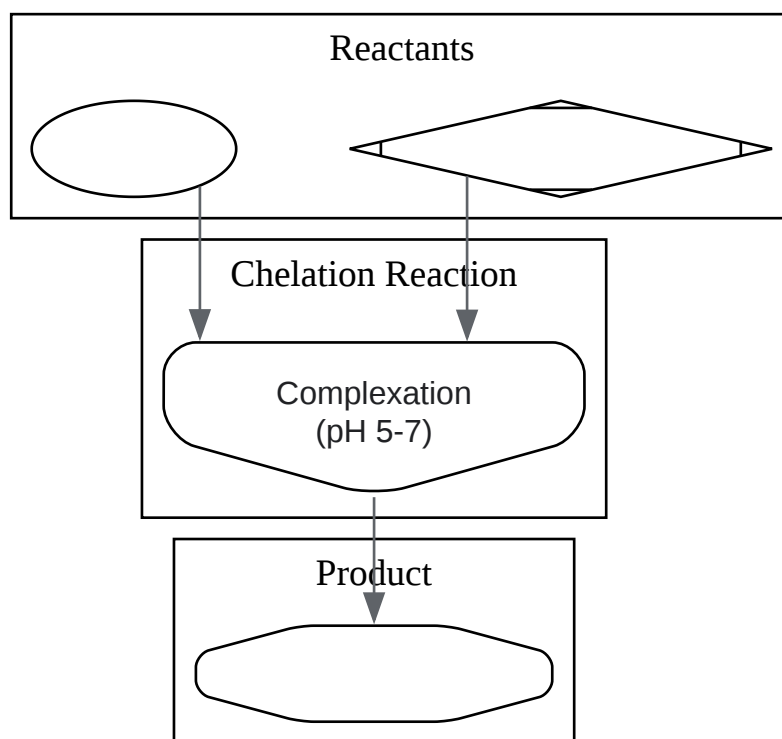 Reactants
Chelation Reaction
Complexation
(pH 5-7)
Product